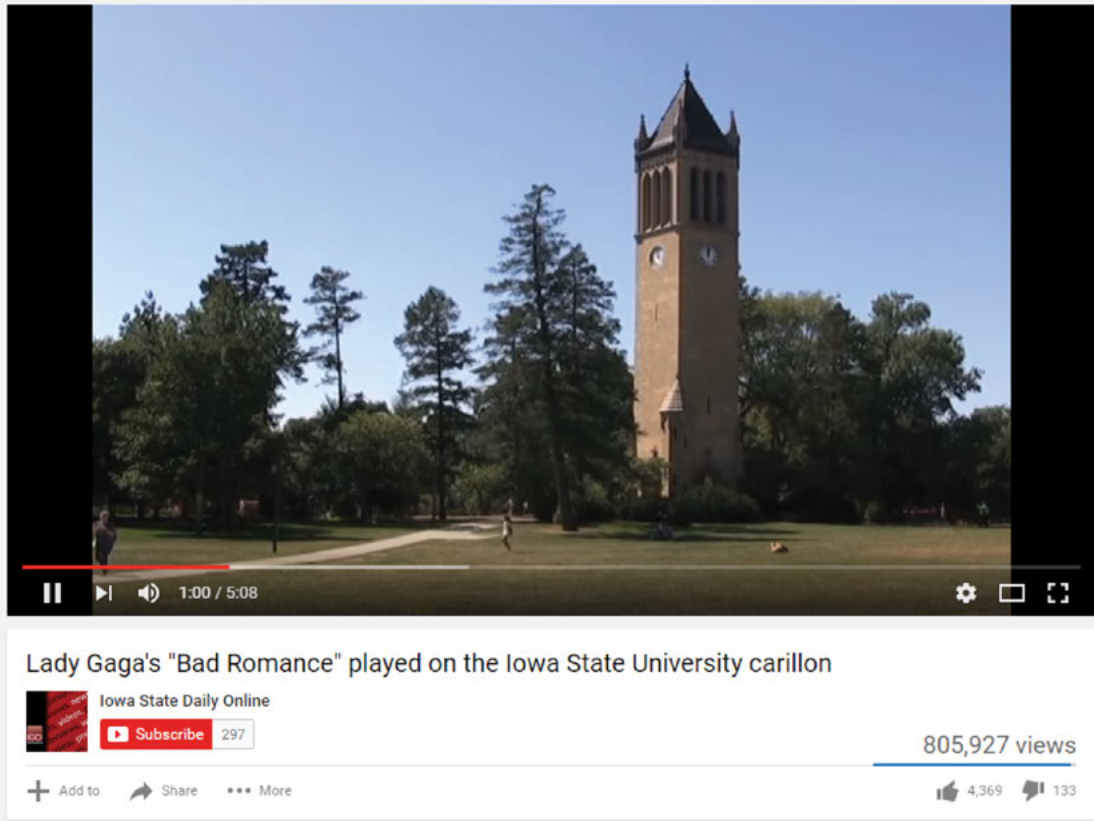 1:00 / 5:08
Lady Gaga's "Bad Romance" played on the Iowa State University carillon
Iowa State Daily Online
Subscribe 297
805,927 views
Add to Share More 4,369 133